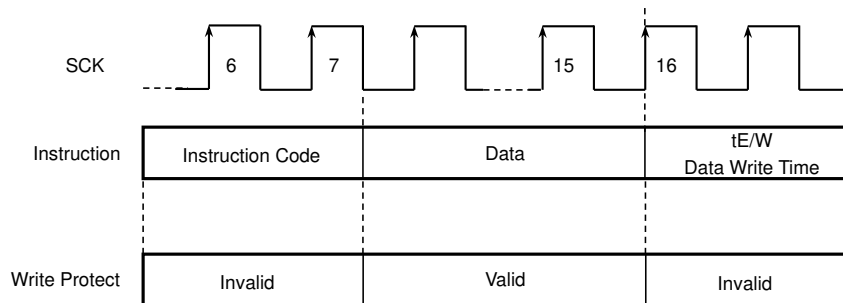 SCK 6 7 15 16
Instruction Instruction Code Data tE/W
Data Write Time
Write Protect Invalid Valid Invalid